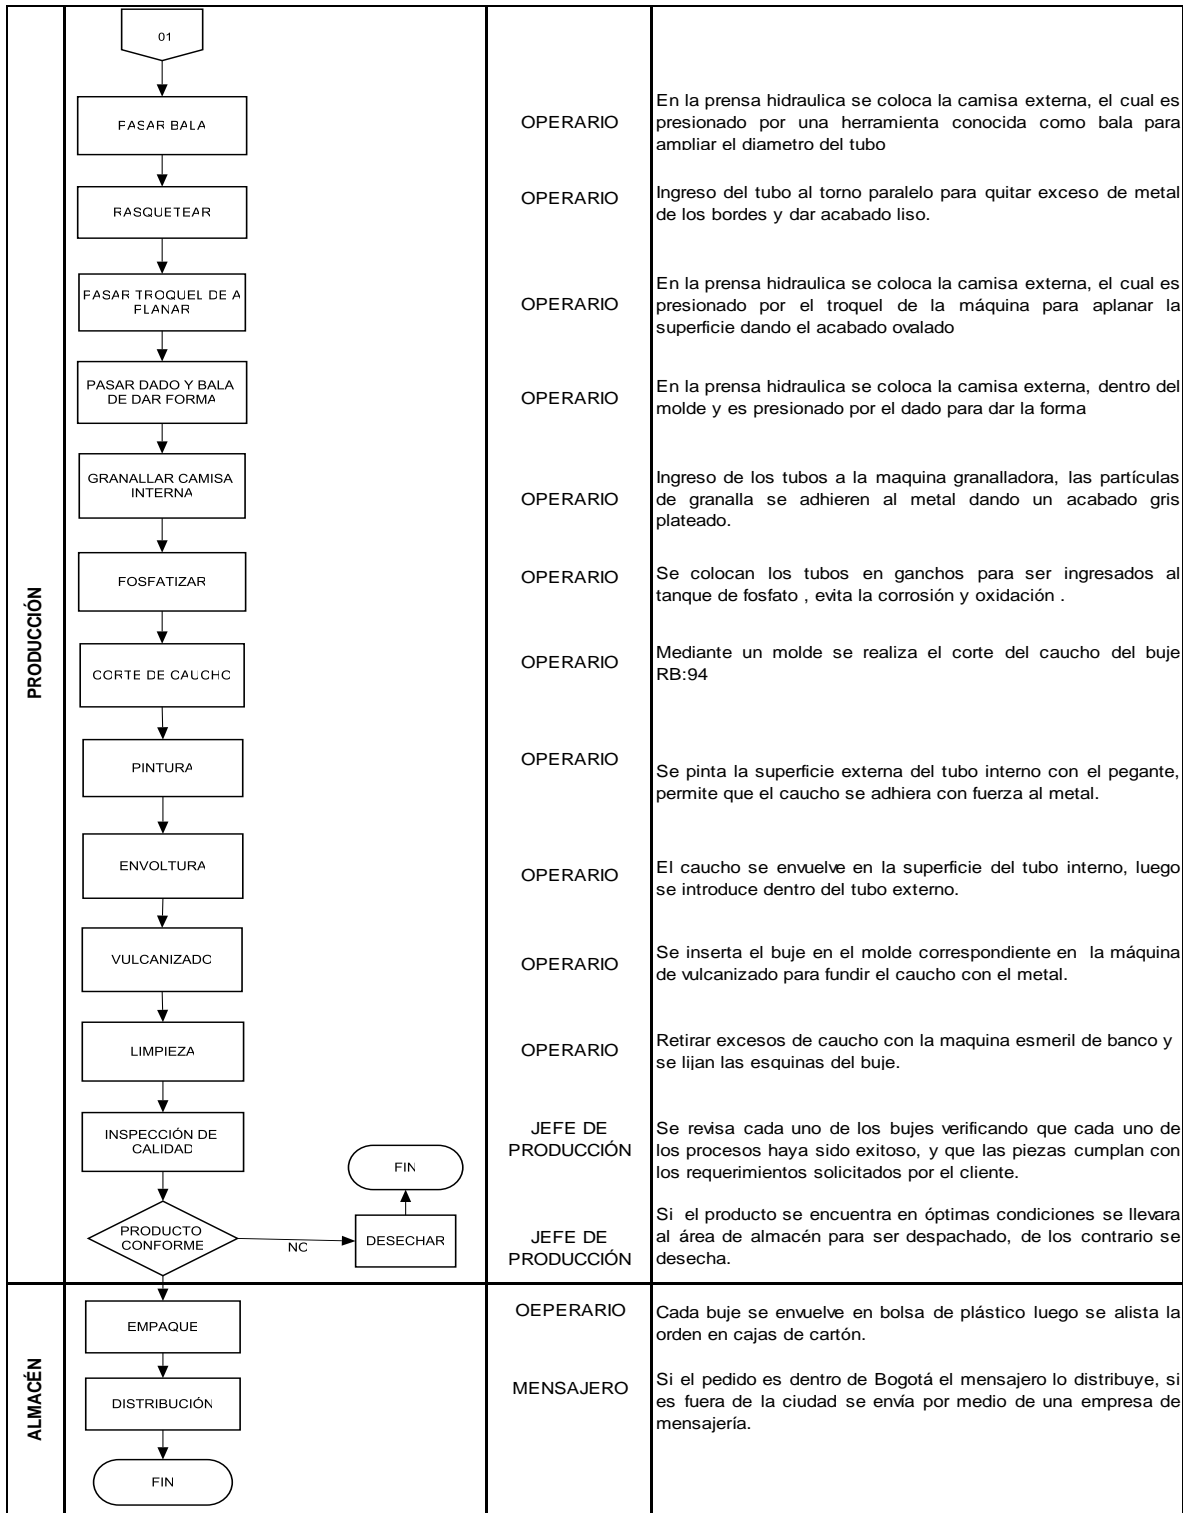 01
PRODUCCIÓN
FASAR BALA
OPERARIO
En la prensa hidraulica se coloca la camisa externa, el cual es
presionado por una herramienta conocida como bala para
ampliar el diametro del tubo
RASQUETEAR
OPERARIO
Ingreso del tubo al torno paralelo para quitar exceso de metal
de los bordes y dar acabado liso.
FASAR TROQUEL DE A
FLANAR
OPERARIO
En la prensa hidraulica se coloca la camisa externa, el cual es
presionado por el troquel de la máquina para aplanar la
superficie dando el acabado ovalado
PASAR DADO Y BALA
DE DAR FORMA
OPERARIO
En la prensa hidraulica se coloca la camisa externa, dentro del
molde y es presionado por el dado para dar la forma
GRANALLAR CAMISA
INTERNA
OPERARIO
Ingreso de los tubos a la maquina granalladora, las partículas
de granalla se adhieren al metal dando un acabado gris
plateado.
FOSFATIZAR
OPERARIO
Se colocan los tubos en ganchos para ser ingresados al
tanque de fosfato , evita la corrosión y oxidación .
CORTE DE CAUCHO
OPERARIO
Mediante un molde se realiza el corte del caucho del buje
RB:94
PINTURA
OPERARIO
Se pinta la superficie externa del tubo interno con el pegante,
permite que el caucho se adhiera con fuerza al metal.
ENVOLTURA
OPERARIO
El caucho se envuelve en la superficie del tubo interno, luego
se introduce dentro del tubo externo.
VULCANIZADO
OPERARIO
Se inserta el buje en el molde correspondiente en la máquina
de vulcanizado para fundir el caucho con el metal.
LIMPIEZA
OPERARIO
Retirar excesos de caucho con la maquina esmeril de banco y
se lijan las esquinas del buje.
INSPECCIÓN DE
CALIDAD
JEFE DE
PRODUCCIÓN
Se revisa cada uno de los bujes verificando que cada uno de
los procesos haya sido exitoso, y que las piezas cumplan con
los requerimientos solicitados por el cliente.
FIN
PRODUCTO
CONFORME
NC
DESECHAR
JEFE DE
PRODUCCIÓN
Si el producto se encuentra en óptimas condiciones se llevara
al área de almacén para ser despachado, de los contrario se
desecha.
ALMACÉN
EMPAQUE
OEPERARIO
Cada buje se envuelve en bolsa de plástico luego se alista la
orden en cajas de cartón.
DISTRIBUCIÓN
MENSAJERO
Si el pedido es dentro de Bogotá el mensajero lo distribuye, si
es fuera de la ciudad se envía por medio de una empresa de
mensajería.
FIN